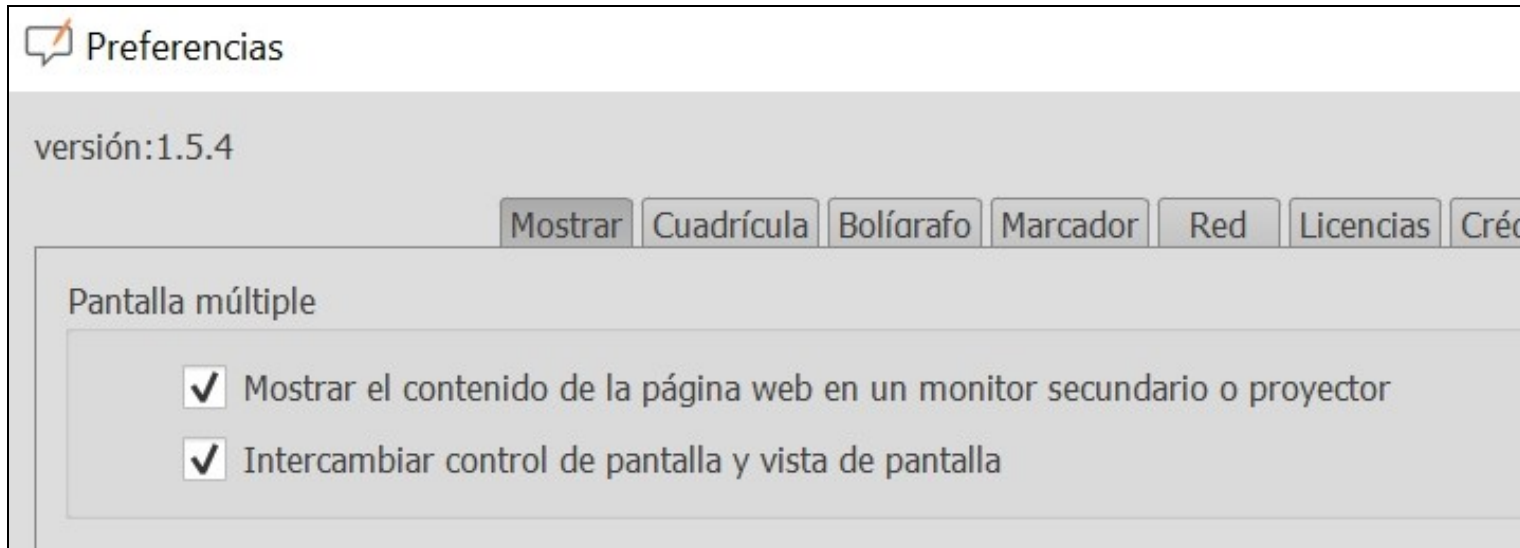 Preferencias
versión:1.5.4
Mostrar Cuadrícula Bolígrafo Marcador Red Licencias
Pantalla múltiple
Mostrar el contenido de la página web en un monitor secundario o proyector
Intercambiar control de pantalla y vista de pantalla